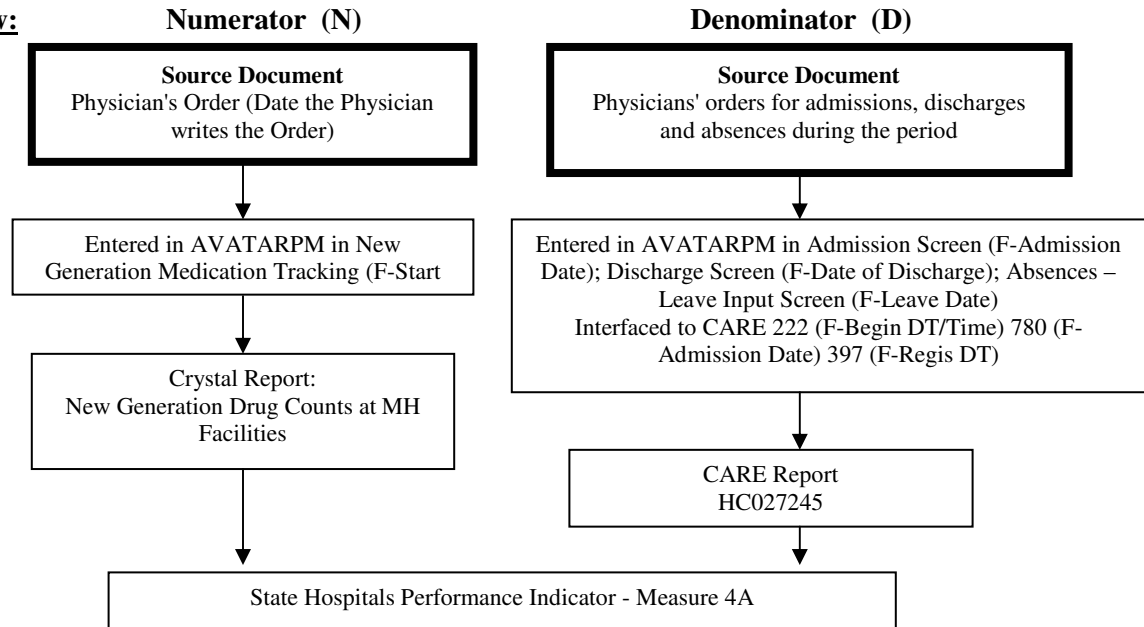 w:
Numerator (N)
Denominator (D)
Source Document
Physician's Order (Date the Physician
writes the Order)
Source Document
Physicians' orders for admissions, discharges
and absences during the period
Entered in AVATARPM in New
Generation Medication Tracking (F-Start
Entered in AVATARPM in Admission Screen (F-Admission
Date); Discharge Screen (F-Date of Discharge); Absences –
Leave Input Screen (F-Leave Date)
Interfaced to CARE 222 (F-Begin DT/Time) 780 (F-
Admission Date) 397 (F-Regis DT)
Crystal Report:
New Generation Drug Counts at MH
Facilities
CARE Report
HC027245
State Hospitals Performance Indicator - Measure 4A